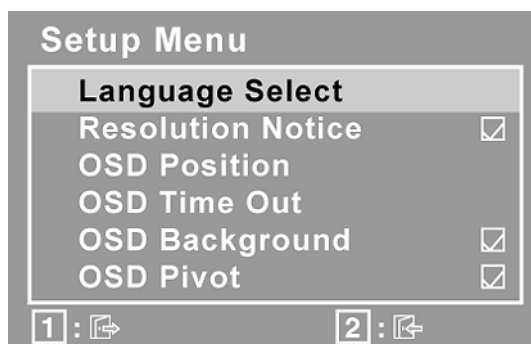 Setup Menu
Language Select
Resolution Notice
OSD Position
OSD Time Out
OSD Background
OSD Pivot
1 : 2 :